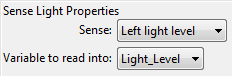 Sense Light Properties
Sense: Left light level
Variable to read into: Light_Level